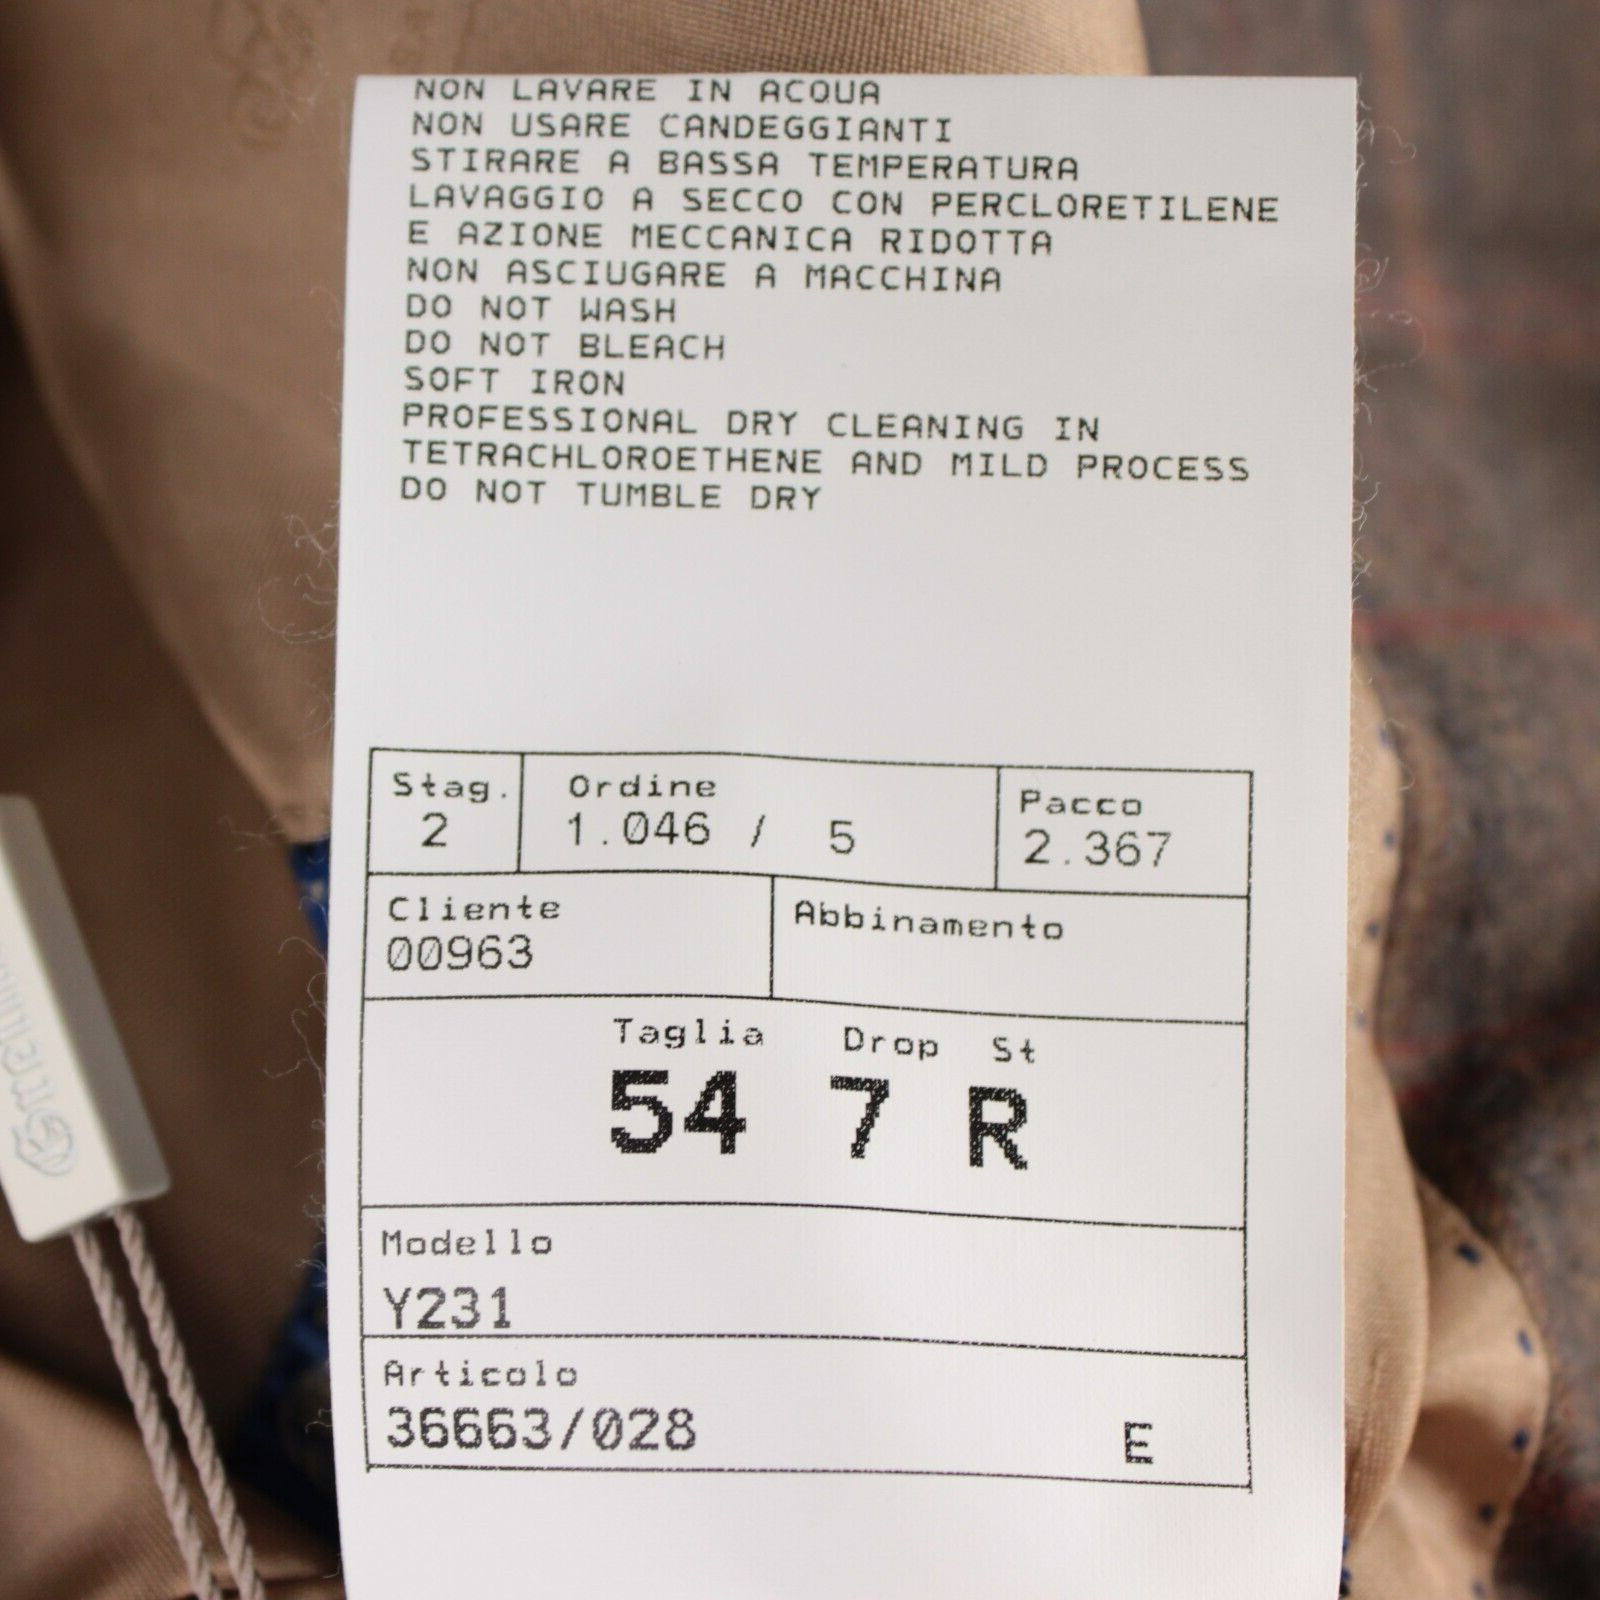 NON LAVARE IN ACQUA
NON USARE CANDEGGIANTI
STIRARE A BASSA TEMPERATURA
LAVAGGIO A SECCO CON PERCLORETILENE
E AZIONE MECCANICA RIDOTTA
NON ASCIUGARE A MACCHINA
DO NOT WASH
DO NOT BLEACH
SOFT IRON
PROFESSIONAL DRY CLEANING IN
TETRACHLOROETHENE AND MILD PROCESS
DO NOT TUMBLE DRY
Stag. Ordine Pacco
2 1.046 / 5 2.367
Cliente Abbinamento
00963
Taglia Drop St
54 7 R
Modello
Y231
Articolo
36663/028 E